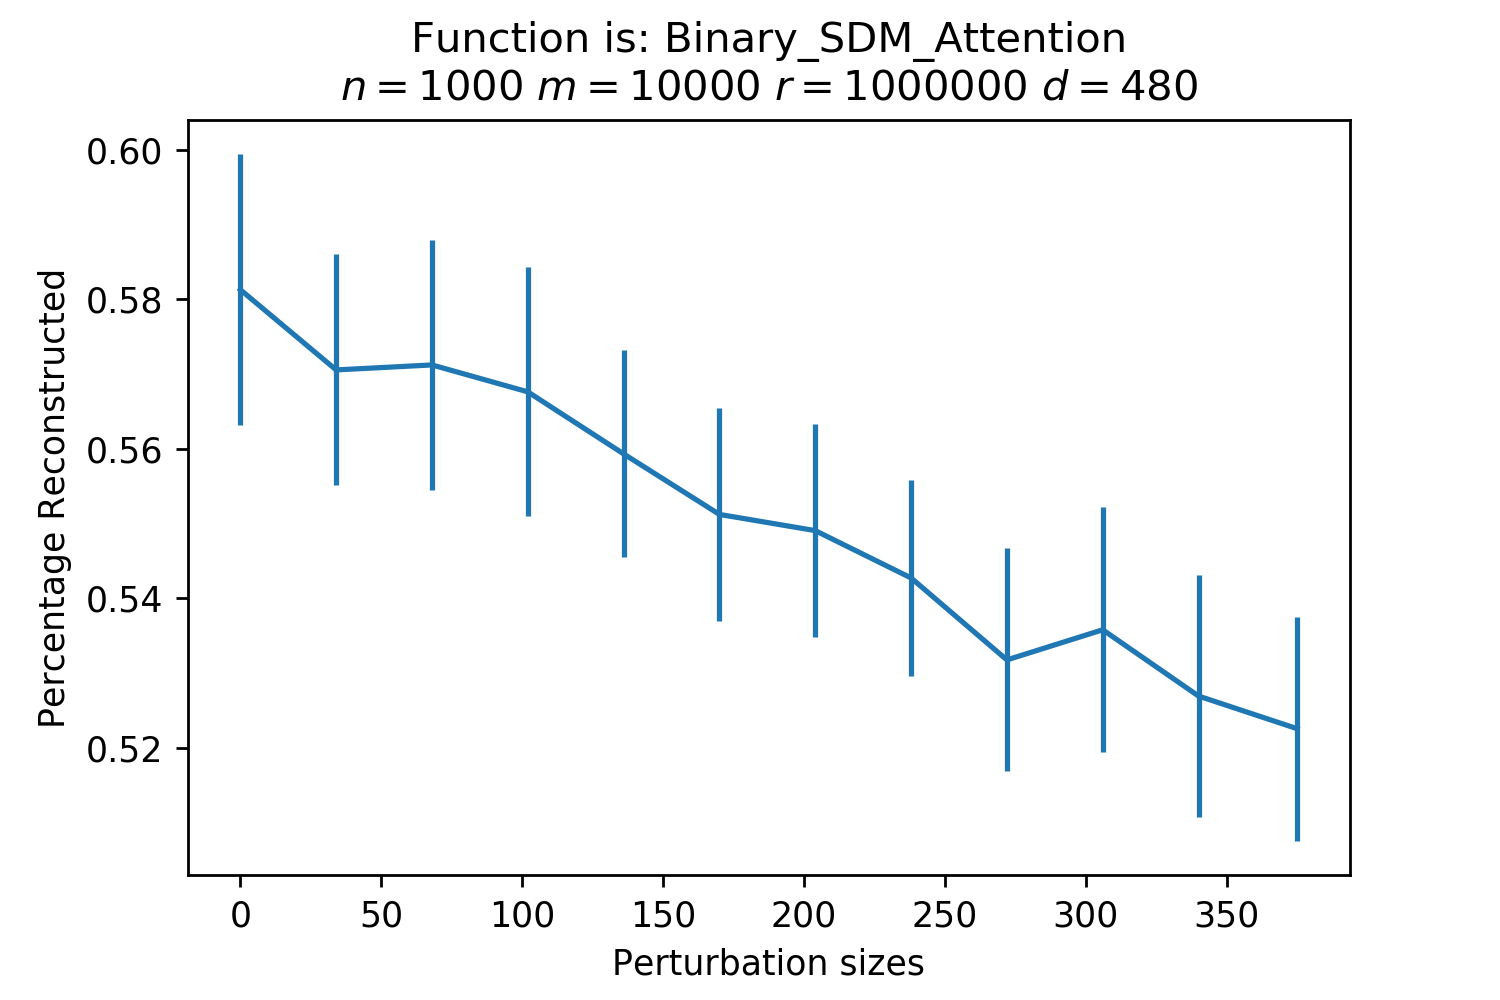 Function is: Binary_SDM_Attention
n = 1000 m = 10000 r = 1000000 d = 480
Percentage Reconstructed
0.60
0.58
0.56
0.54
0.52
0 50 100 150 200 250 300 350
Perturbation sizes